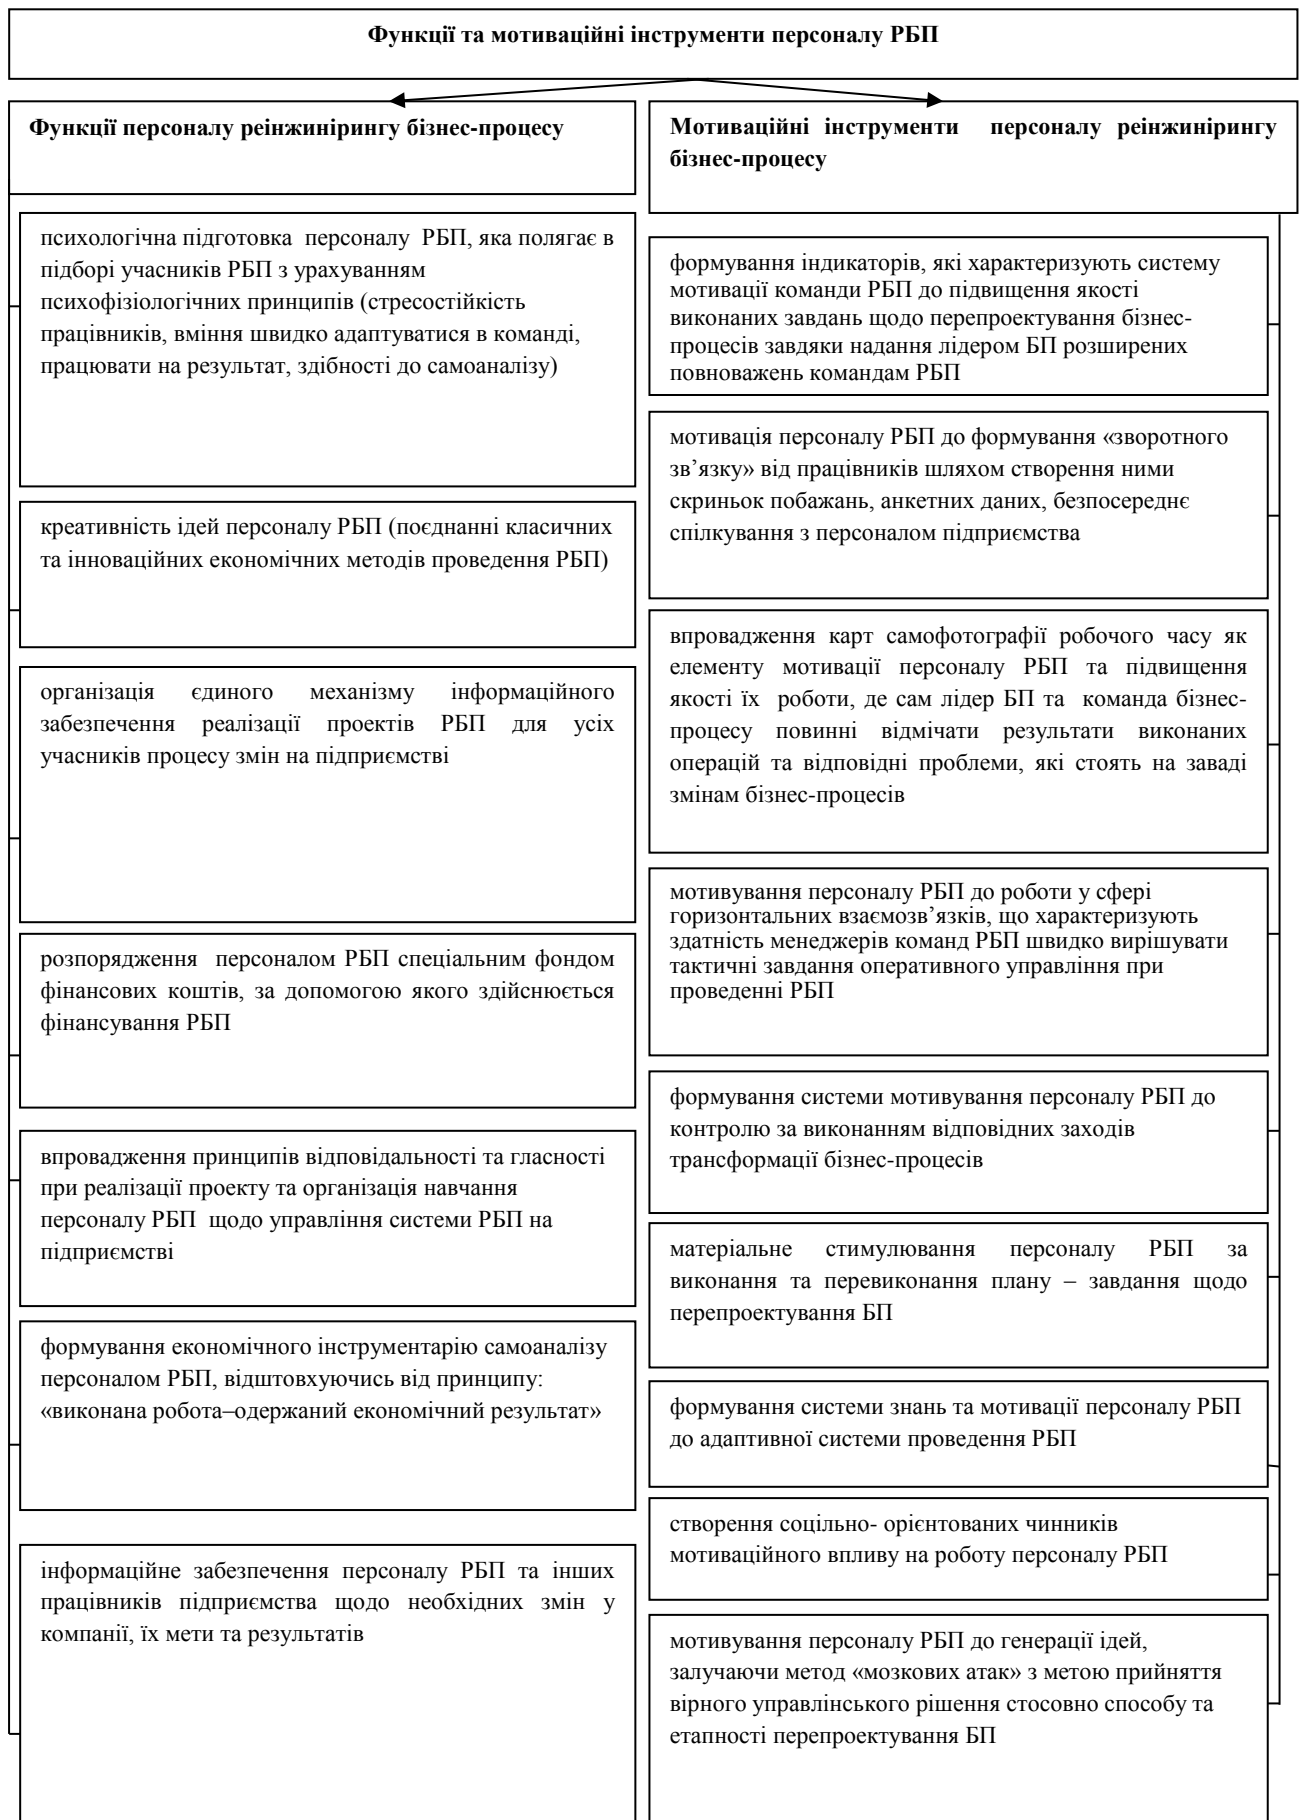 Функції та мотиваційні інструменти персоналу РБП
Функції персоналу реінжинірингу бізнес-процесу
психологічна підготовка персоналу РБП, яка полягає в
підборі учасників РБП з урахуванням
психофізіологічних принципів (стресостійкість
працівників, вміння швидко адаптуватися в команді,
працювати на результат, здібності до самоаналізу)
креативність ідей персоналу РБП (поєднанні класичних
та інноваційних економічних методів проведення РБП)
організація єдиного механізму інформаційного
забезпечення реалізації проектів РБП для усіх
учасників процесу змін на підприємстві
розпорядження персоналом РБП спеціальним фондом
фінансових коштів, за допомогою якого здійснюється
фінансування РБП
впровадження принципів відповідальності та гласності
при реалізації проекту та організація навчання
персоналу РБП щодо управління системи РБП на
підприємстві
формування економічного інструментарію самоаналізу
персоналом РБП, відштовхуючись від принципу:
«виконана робота–одержаний економічний результат»
інформаційне забезпечення персоналу РБП та інших
працівників підприємства щодо необхідних змін у
компанії, їх мети та результатів
Мотиваційні інструменти персоналу реінжинірингу
бізнес-процесу
формування індикаторів, які характеризують систему
мотивації команди РБП до підвищення якості
виконаних завдань щодо перепроектування бізнес-
процесів завдяки надання лідером БП розширених
повноважень командам РБП
мотивація персоналу РБП до формування «зворотного
зв’язку» від працівників шляхом створення ними
скриньок побажань, анкетних даних, безпосереднє
спілкування з персоналом підприємства
впровадження карт самофотографії робочого часу як
елементу мотивації персоналу РБП та підвищення
якості їх роботи, де сам лідер БП та команда бізнес-
процесу повинні відмічати результати виконаних
операцій та відповідні проблеми, які стоять на заваді
змінам бізнес-процесів
мотивування персоналу РБП до роботи у сфері
горизонтальних взаємозв’язків, що характеризують
здатність менеджерів команд РБП швидко вирішувати
тактичні завдання оперативного управління при
проведенні РБП
формування системи мотивування персоналу РБП до
контролю за виконанням відповідних заходів
трансформації бізнес-процесів
матеріальне стимулювання персоналу РБП за
виконання та перевиконання плану – завдання щодо
перепроектування БП
формування системи знань та мотивації персоналу РБП
до адаптивної системи проведення РБП
створення соцільно- орієнтованих чинників
мотиваційного впливу на роботу персоналу РБП
мотивування персоналу РБП до генерації ідей,
залучаючи метод «мозкових атак» з метою прийняття
вірного управлінського рішення стосовно способу та
етапності перепроектування БП